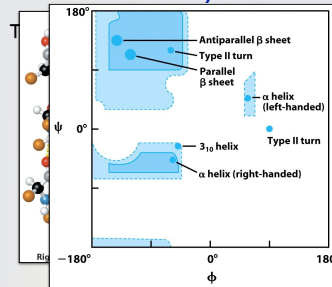 T
180°
Antiparallel β sheet
Type II turn
Parallel
β sheet
α helix
(left-handed)
ψ
0°
Type II turn
3₁₀ helix
α helix (right-handed)
Rig
−180°
0°
180
ϕ